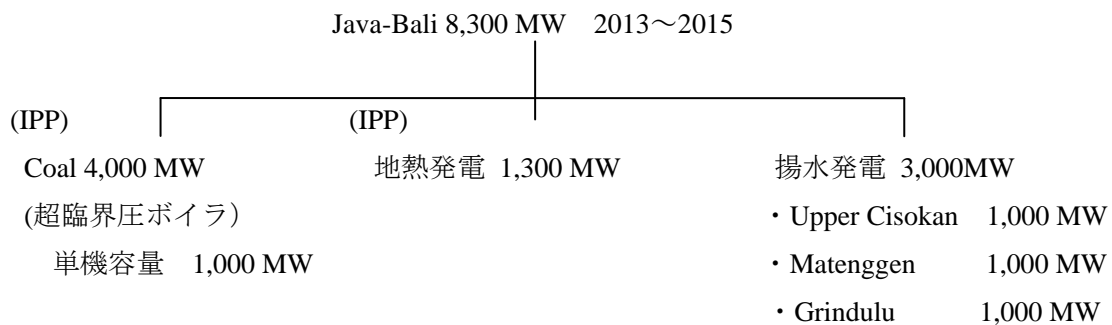 Java-Bali 8,300 MW 2013～2015
(IPP) (IPP)
Coal 4,000 MW 地熱発電 1,300 MW 揚水発電 3,000MW
(超臨界圧ボイラ） ・Upper Cisokan 1,000 MW
単機容量 1,000 MW ・Matenggen 1,000 MW
・Grindulu 1,000 MW